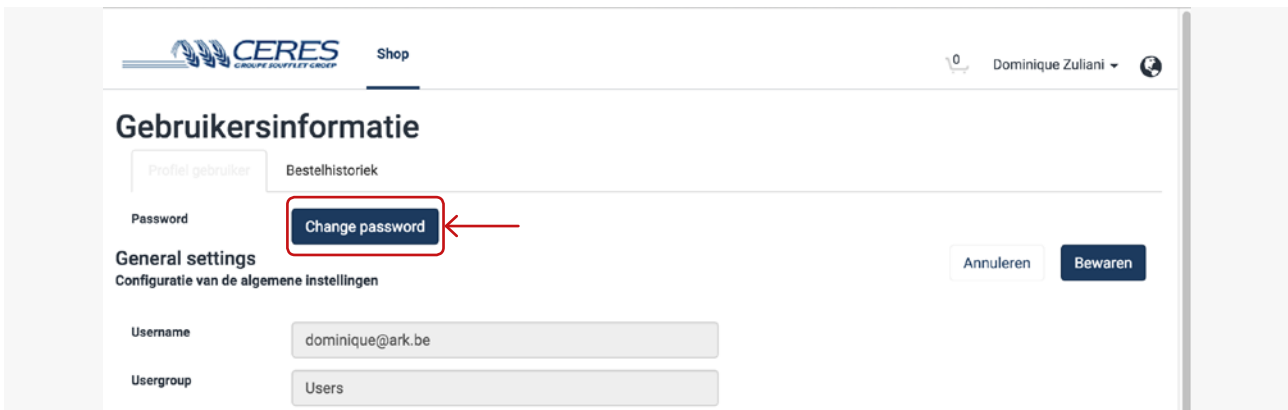 CERES
GROUPE SOUFFLET GROEP
Shop
0
Dominique Zuliani
Gebruikersinformatie
Profiel gebruiker
Bestelhistoriek
Password
Change password
General settings
Annuleren
Bewaren
Configuratie van de algemene instellingen
Username
dominique@ark.be
Usergroup
Users